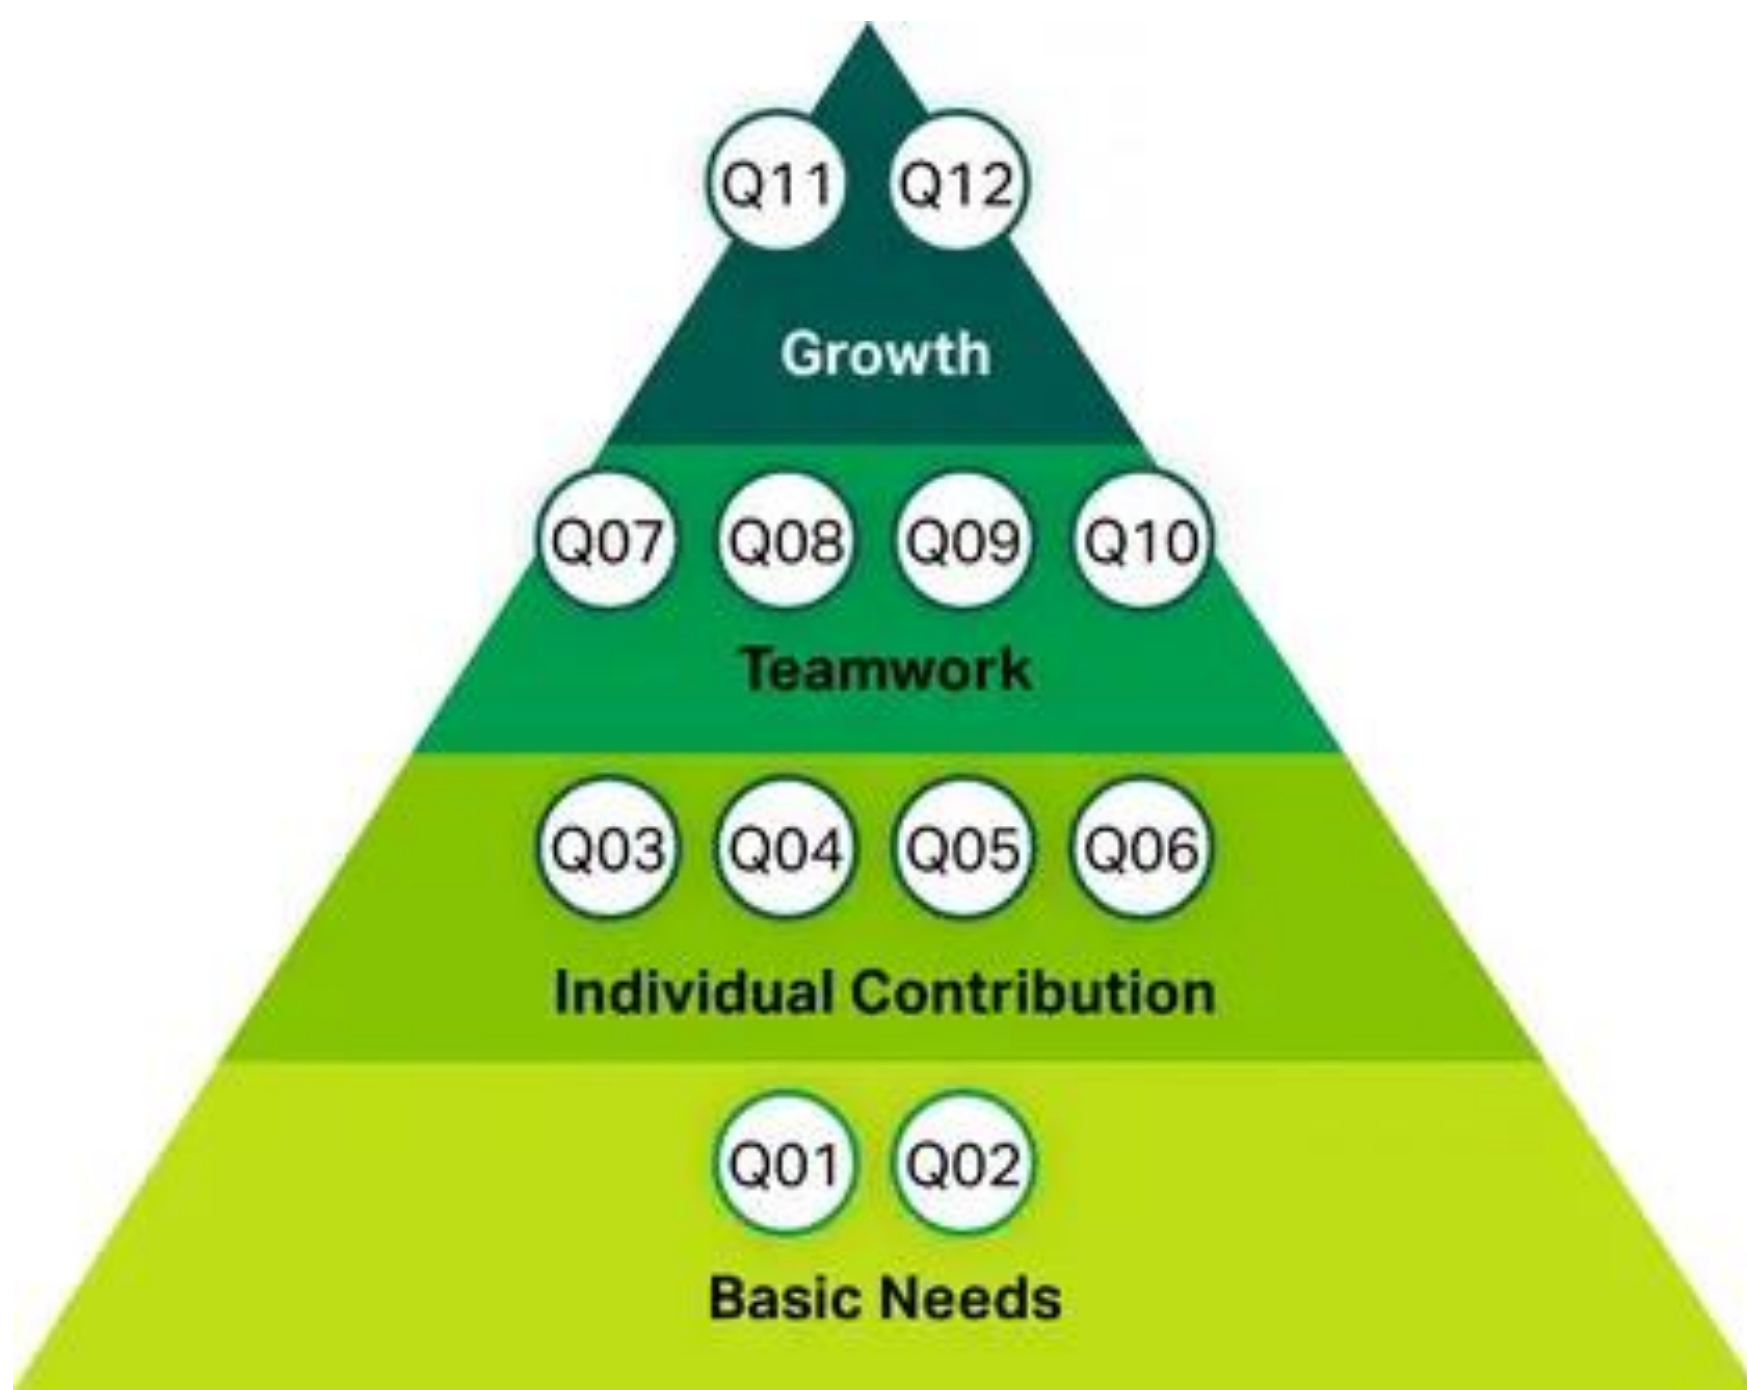 Q11 Q12
Growth
Q07 Q08 Q09 Q10
Teamwork
Q03 Q04 Q05 Q06
Individual Contribution
Q01 Q02
Basic Needs